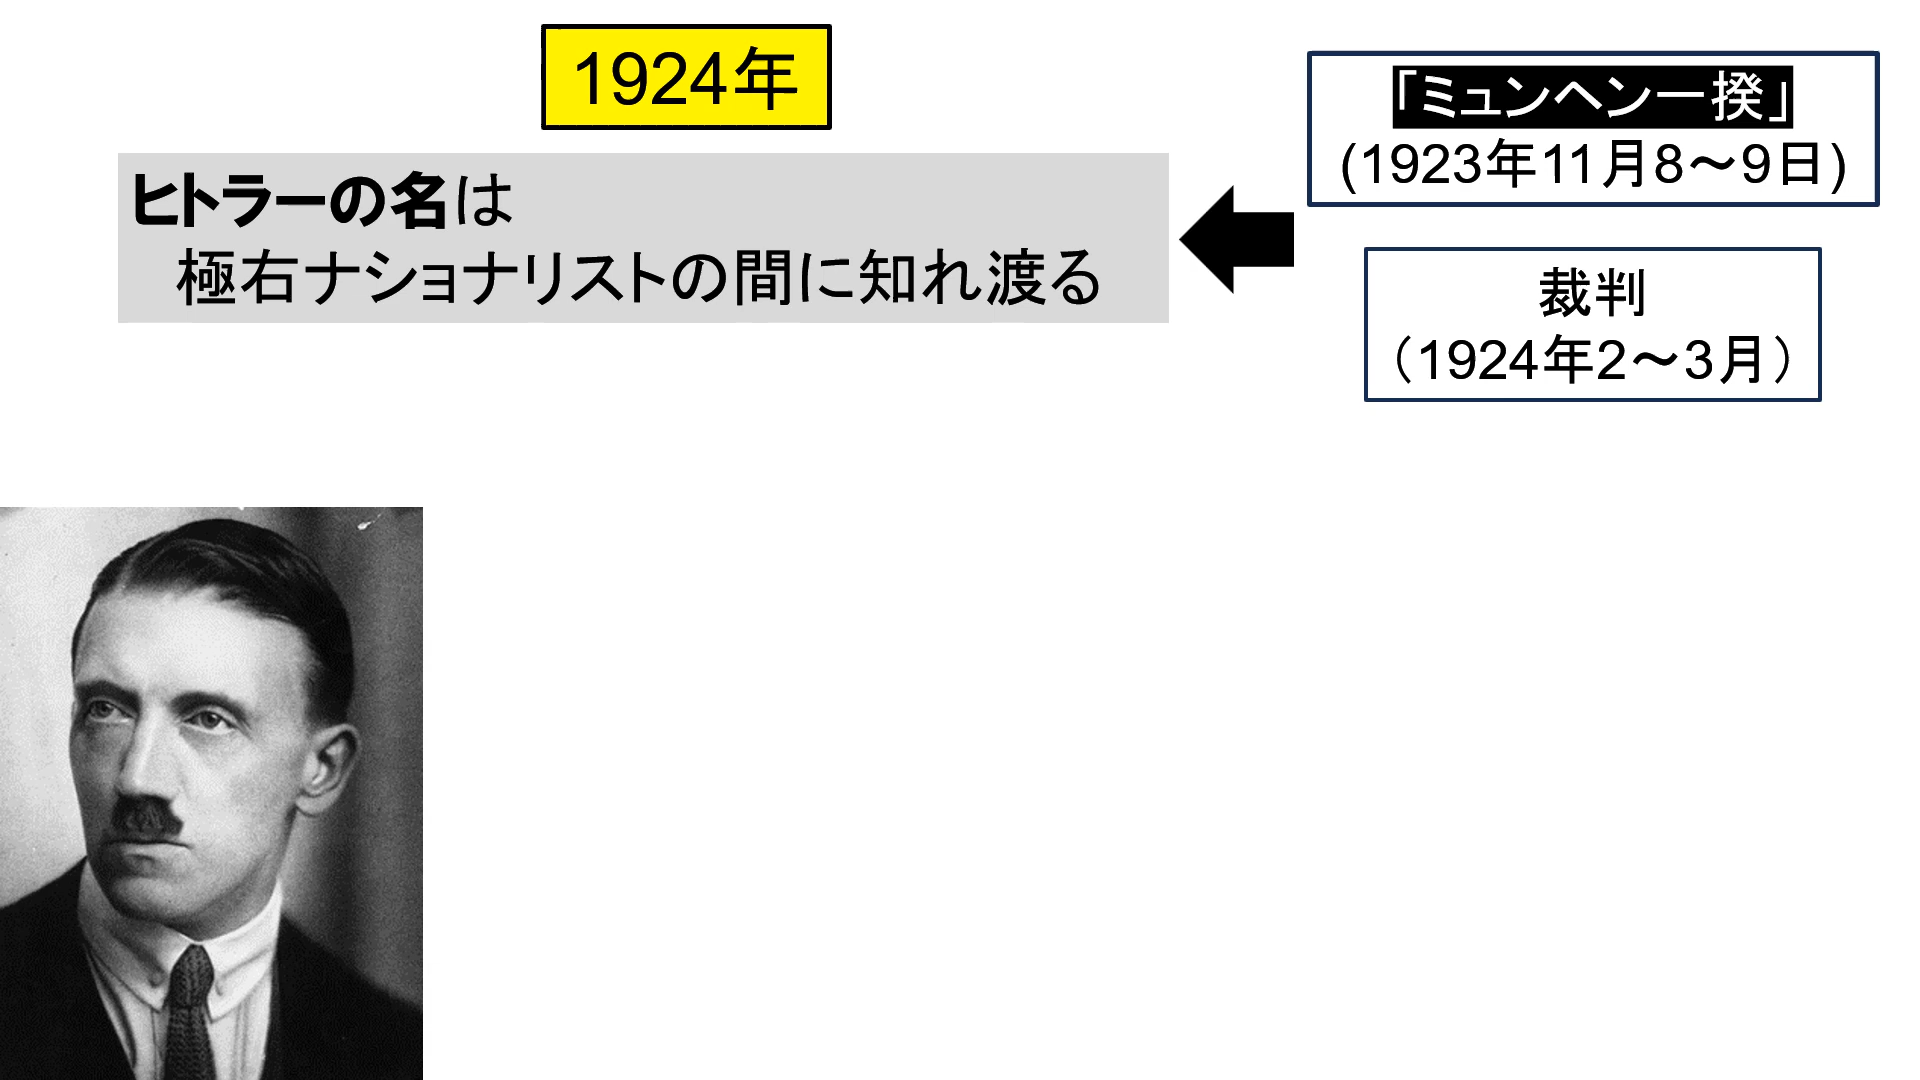 1924年
ヒトラーの名は
極右ナショナリストの間に知れ渡る
「ミュンヘン一揆」
(1923年11月8～9日)
裁判
（1924年2～3月）